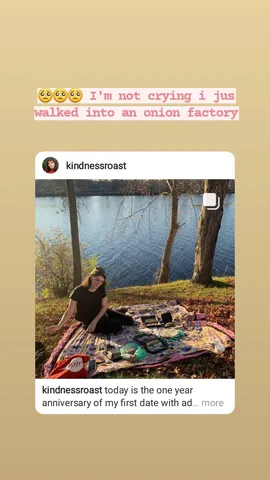 🥺🥺🥺 I'm not crying i jus
walked into an onion factory
kindnessroast
kindnessroast today is the one year
anniversary of my first date with ad... more